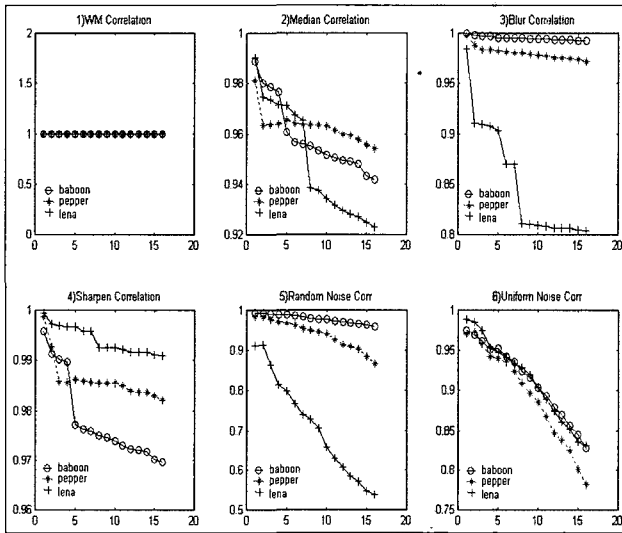 1)WM Correlation
2
1.5
1
0.5
0
baboon
pepper
lena
0 5 10 15 20
2)Median Correlation
0.98
0.96
0.94
0.92
baboon
pepper
lena
0 5 10 15 20
3)Blur Correlation
1
0.95
0.9
0.85
0.8
baboon
pepper
lena
0 5 10 15 20
4)Sharpen Correlation
1
0.99
0.98
0.97
0.96
baboon
pepper
lena
0 5 10 15 20
5)Random Noise Corr
1
0.9
0.8
0.7
0.6
0.5
baboon
pepper
lena
0 5 10 15 20
6)Uniform Noise Corr
1
0.95
0.9
0.85
0.8
0.75
baboon
pepper
lena
0 5 10 15 20